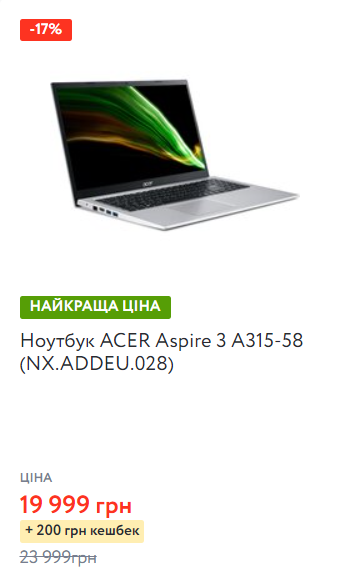 -17%
acer
НАЙКРАЩА ЦІНА
Ноутбук ACER Aspire 3 A315-58
(NX.ADDEU.028)
ЦІНА
19 999 грн
+ 200 грн кешбек
23 999грн